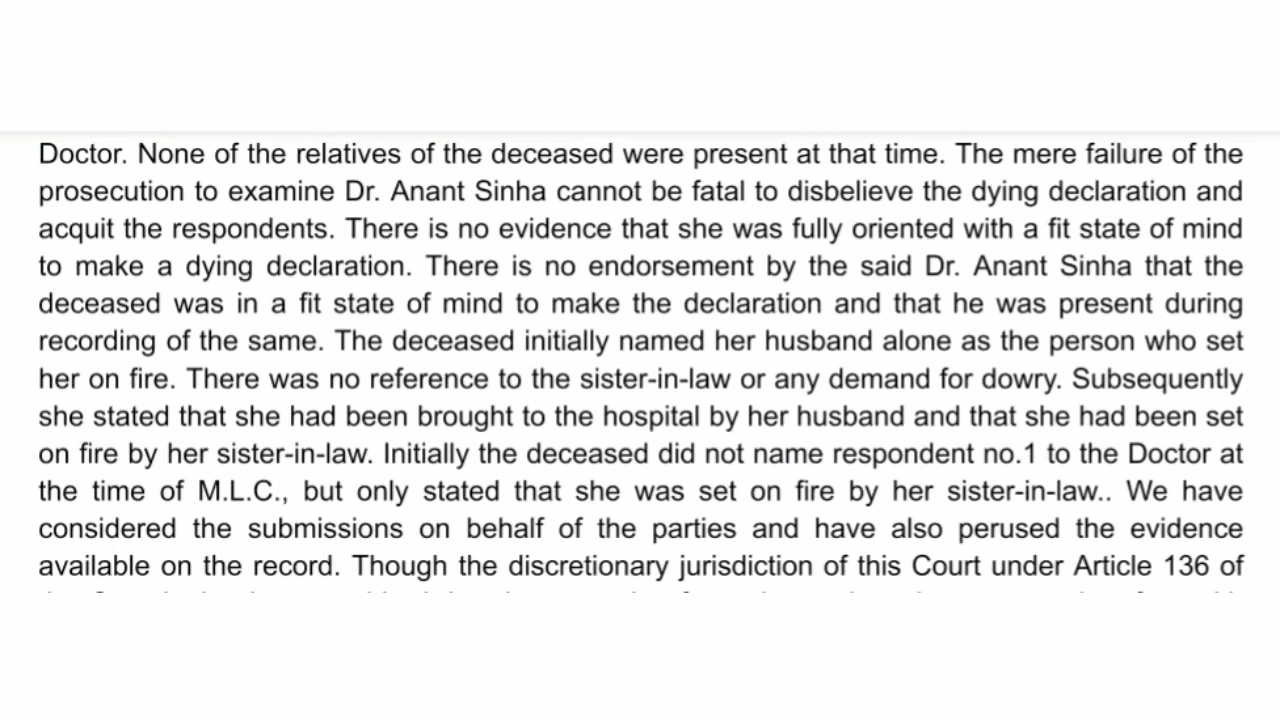 Doctor. None of the relatives of the deceased were present at that time. The mere failure of the
prosecution to examine Dr. Anant Sinha cannot be fatal to disbelieve the dying declaration and
acquit the respondents. There is no evidence that she was fully oriented with a fit state of mind
to make a dying declaration. There is no endorsement by the said Dr. Anant Sinha that the
deceased was in a fit state of mind to make the declaration and that he was present during
recording of the same. The deceased initially named her husband alone as the person who set
her on fire. There was no reference to the sister-in-law or any demand for dowry. Subsequently
she stated that she had been brought to the hospital by her husband and that she had been set
on fire by her sister-in-law. Initially the deceased did not name respondent no.1 to the Doctor at
the time of M.L.C., but only stated that she was set on fire by her sister-in-law.. We have
considered the submissions on behalf of the parties and have also perused the evidence
available on the record. Though the discretionary jurisdiction of this Court under Article 136 of